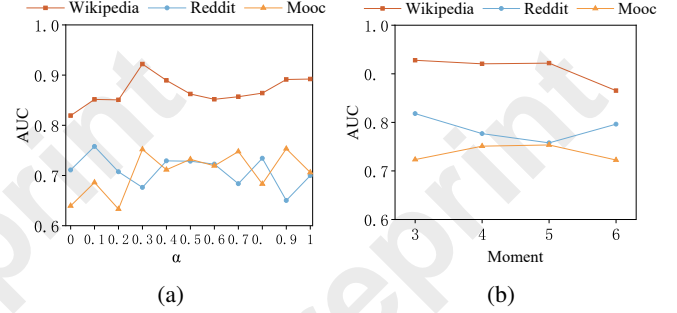 Wikipedia Reddit Mooc
1.0
0.9
0.8
0.7
0.6
AUC
0 0.1 0.2 0.3 0.4 0.5 0.6 0.7 0. 0.9 1
α
(a)
Wikipedia Reddit Mooc
1.0
0.
0.8
0.7
0.6
AUC
3 4 5 6
Moment
(b)
preprint
preprint